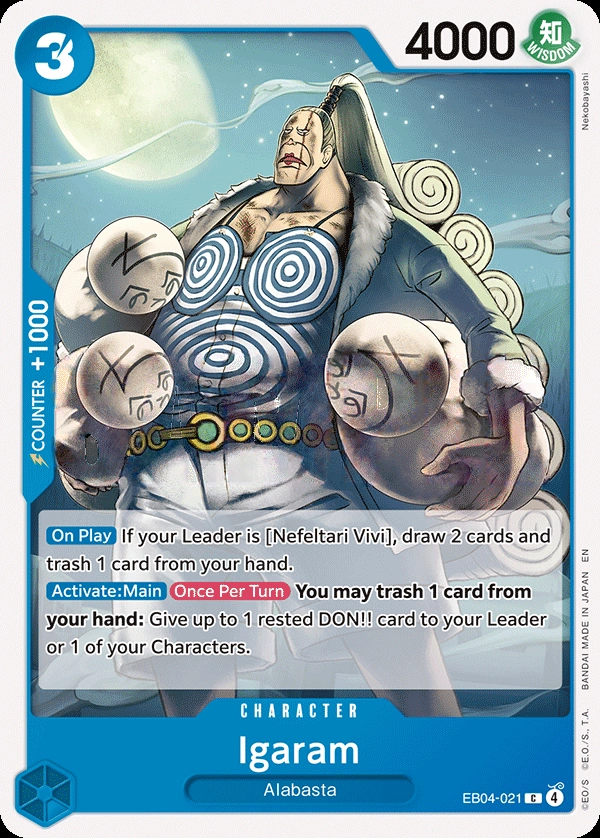 3
4000
知
WISDOM
Nekobayashi
COUNTER +1000
On Play If your Leader is [Nefeltari Vivi], draw 2 cards and
trash 1 card from your hand.
Activate:Main Once Per Turn You may trash 1 card from
your hand: Give up to 1 rested DON!! card to your Leader
or 1 of your Characters.
CHARACTER
Igaram
Alabasta
EB04-021 C 4
©EO/S ©E.O./S., T.A. BANDAI MADE IN JAPAN EN